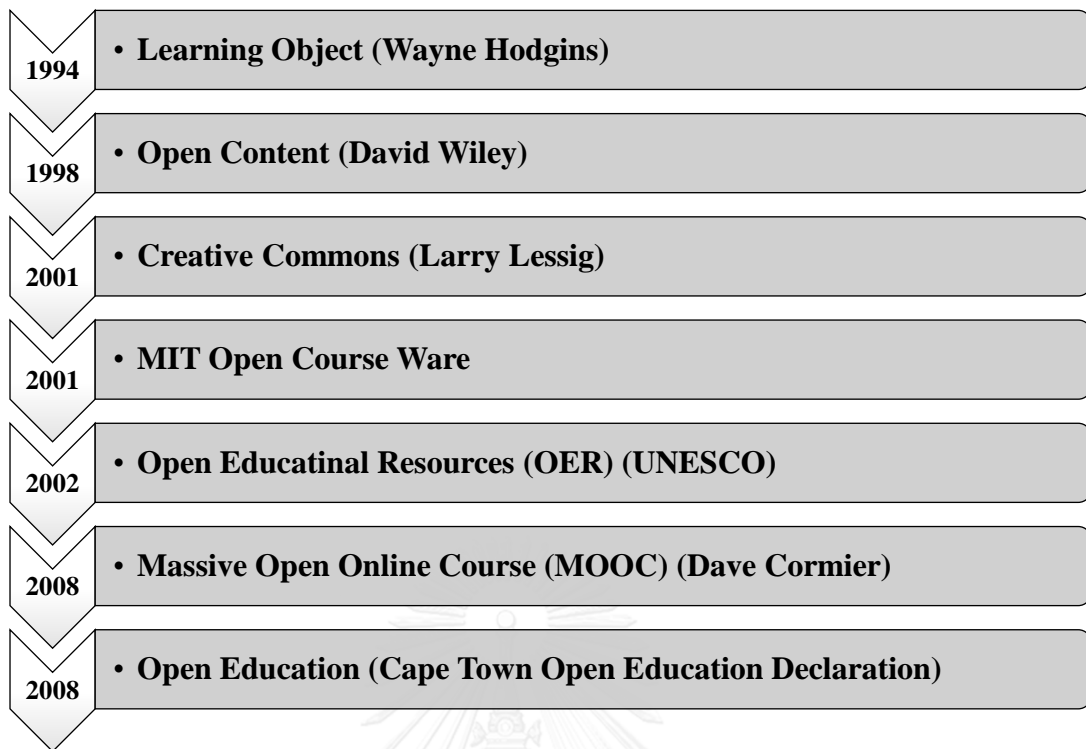 1994
• Learning Object (Wayne Hodgins)
1998
• Open Content (David Wiley)
2001
• Creative Commons (Larry Lessig)
2001
• MIT Open Course Ware
2002
• Open Educatinal Resources (OER) (UNESCO)
2008
• Massive Open Online Course (MOOC) (Dave Cormier)
2008
• Open Education (Cape Town Open Education Declaration)